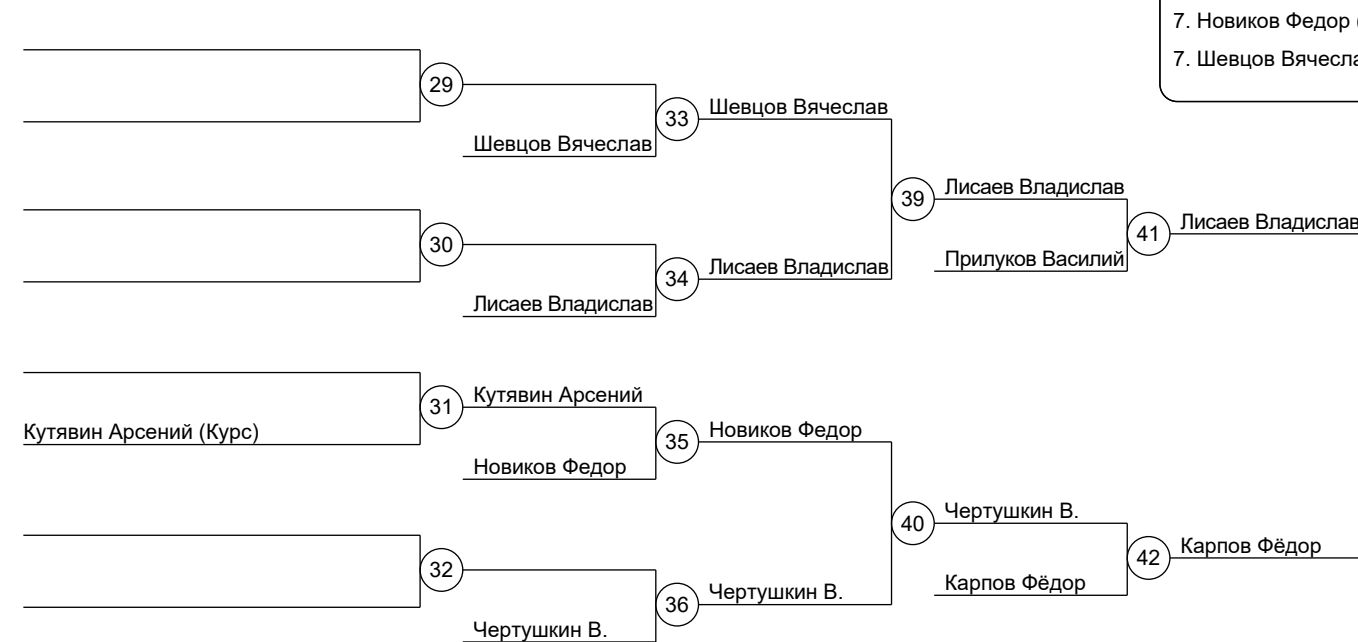 7. Новиков Федор
7. Шевцов
29
Шевцов Вячеслав
33
Шевцов Вячеслав
39
Лисаев Владислав
30
Лисаев Владислав
34
Лисаев Владислав
Прилуков Василий
41
Лисаев Владислав
Кутявин Арсений (Курс)
31
Кутявин Арсений
Новиков Федор
35
Новиков Федор
40
Чертушкин В.
32
Чертушкин В.
36
Чертушкин В.
Карпов Фёдор
42
Карпов Фёдор